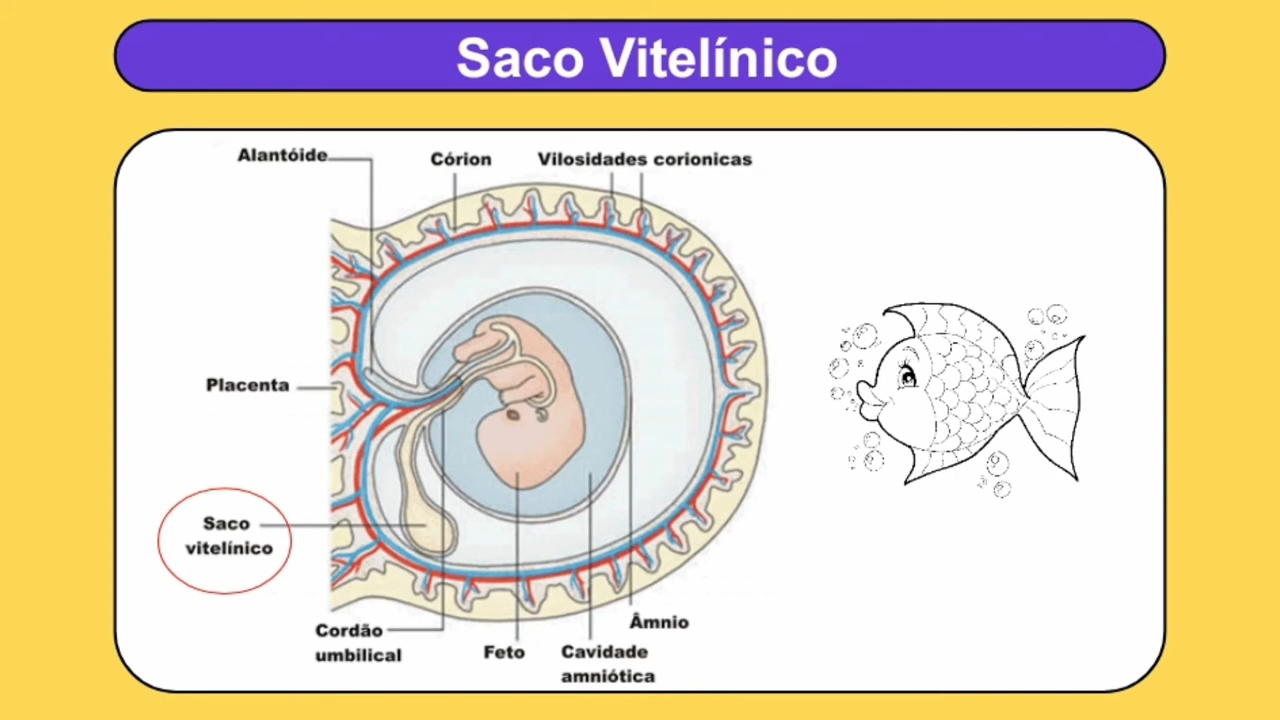 Saco Vitelínico
Alantóide
Córion
Vilosidades corionicas
Placenta
Saco
vitelínico
Cordão
umbilical
Feto
Cavidade
amniótica
Âmnio